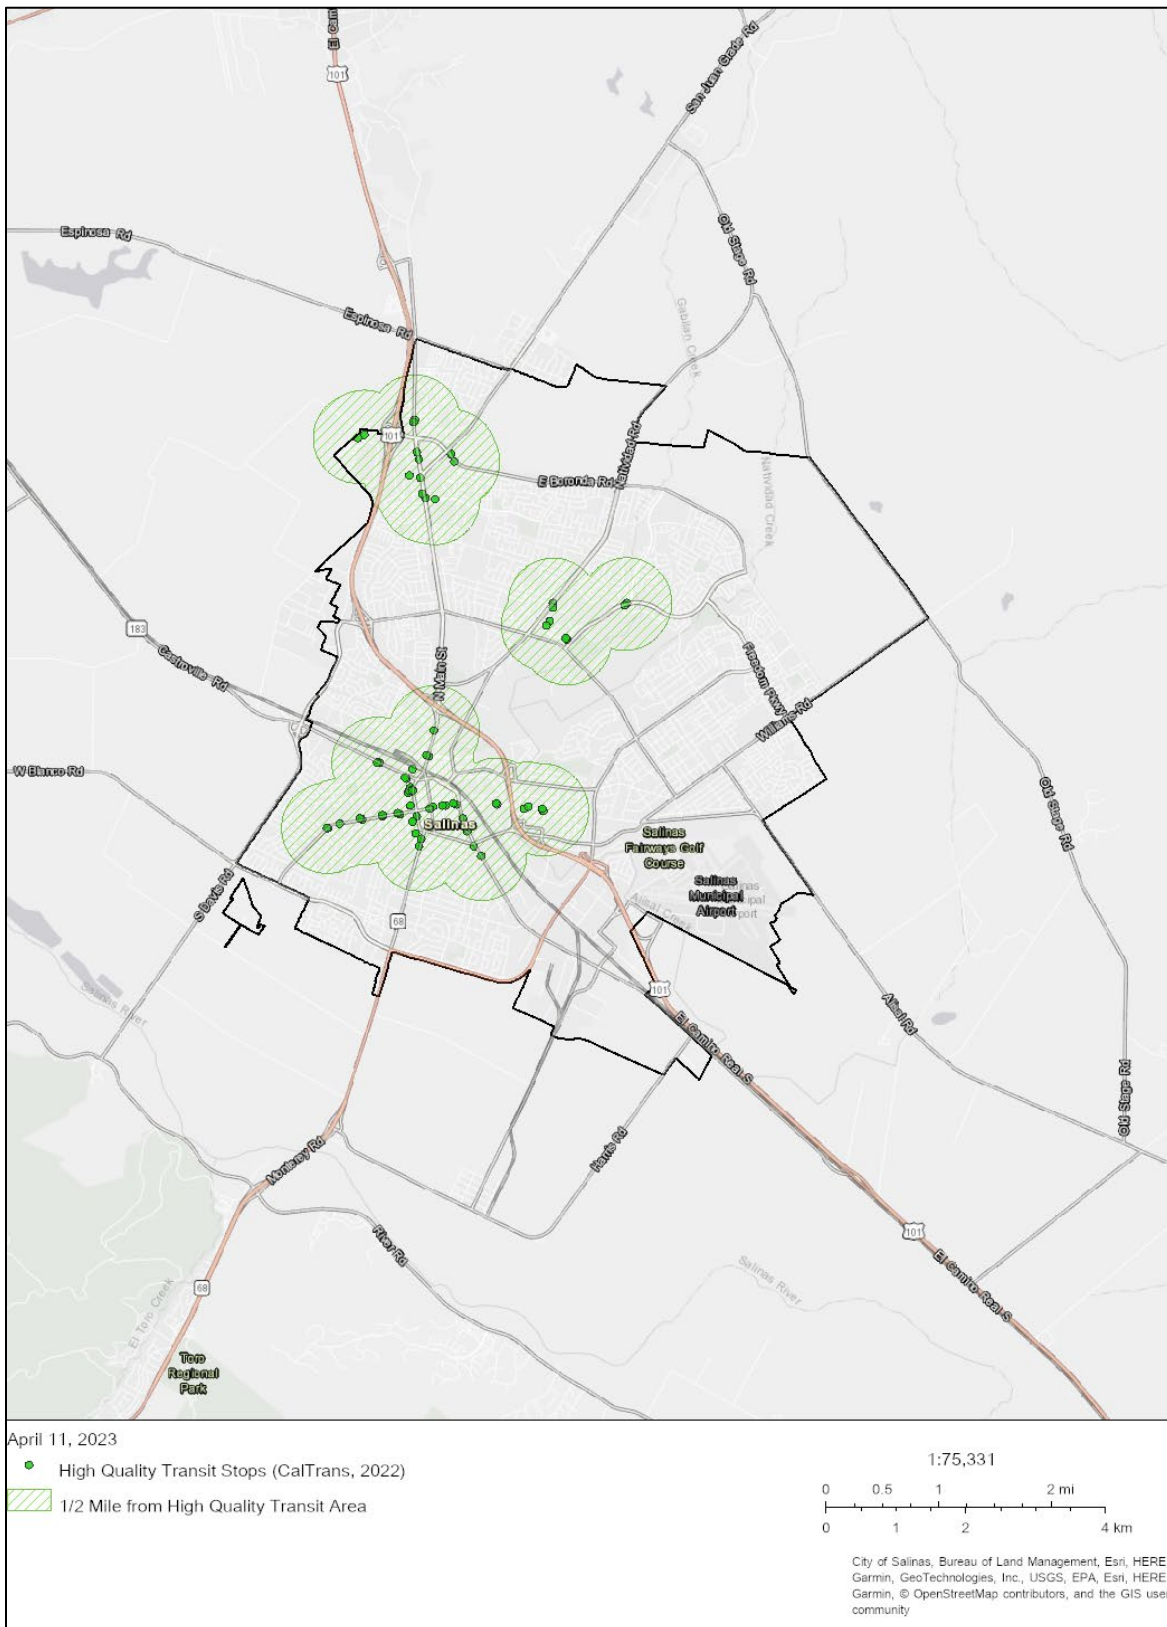 El Cam
101
San Juan Grade Rd
Espinosa Rd
Old Stage Rd
Gabilan Creek
Espinosa Rd
101
Natividad Rd
E Boronda Rd
Natividad Creek
183
Castroville Rd
N Main St
Freedom Pkwy
Williams Rd
W Blanco Rd
Old Stage Rd
Salinas
Salinas
Fairways Golf
Course
Salinas
Municipal
Airport
S Davis Rd
Alisal Creek
68
101
Salinas River
Alisal Rd
El Camino Real S
Old Stage Rd
Harris Rd
Monterey Rd
River Rd
101
El Camino Real S
Salinas River
68
El Toro Creek
Toro
Regional
Park
April 11, 2023
High Quality Transit Stops (CalTrans, 2022)
1/2 Mile from High Quality Transit Area
1:75,331
0 0.5 1 2 mi
0 1 2 4 km
City of Salinas, Bureau of Land Management, Esri, HERE
Garmin, GeoTechnologies, Inc., USGS, EPA, Esri, HERE
Garmin, © OpenStreetMap contributors, and the GIS user
community